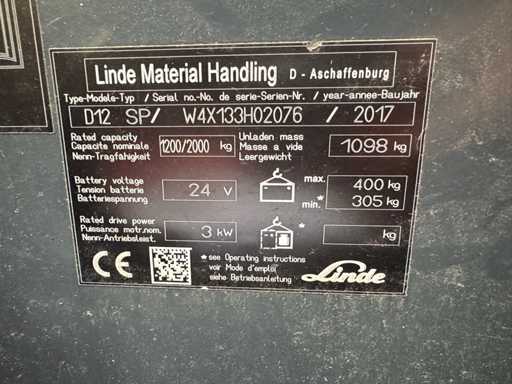 Linde Material Handling D - Aschaffenburg
Type-Modele-Typ / Serial no.-No. de serie-Serien-Nr. / year-annee-Baujahr
D12 SP/ W4X133H02076 / 2017
Rated capacity
Capacite nominale
Nenn-Tragfähigkeit
1200/2000 kg
Unladen mass
Masse a vide
Leergewicht
1098 kg
Battery voltage
Tension batterie
Batteriespannung
24 V
max. 400 kg
min.* 305 kg
Rated drive power
Puissance motr.nom.
Nenn-Antriebsleist.
3 kW
* kg
CE
* see Operating instructions
voir Mode d'emploi
siehe Betriebsanleitung
Linde